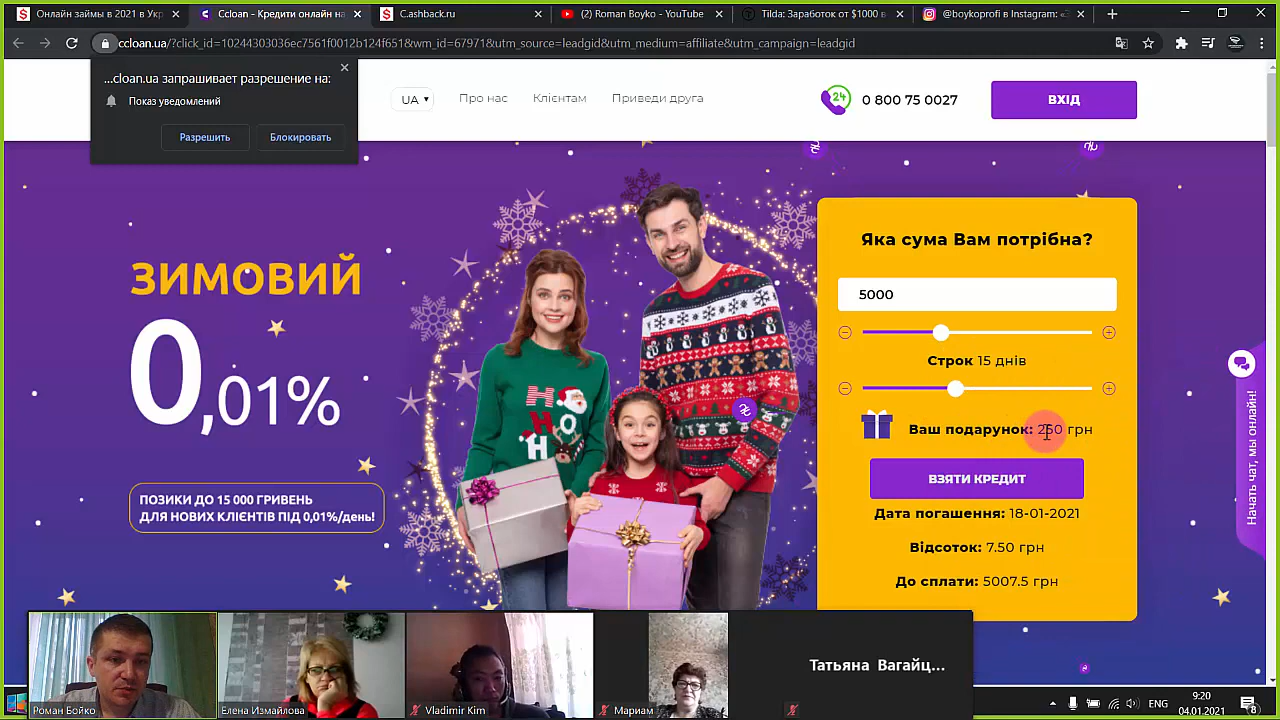 Онлайн займы в 2021 в Укр
Ccloan - Кредити онлайн на
C.cashback.ru
(2) Roman Boyko - YouTube
Tilda: Заработок от $1000 в
@boykoprofi в Instagram: «З
ccloan.ua/?click_id=10244303036ec7561f0012b124f651&wm_id=67971&utm_source=leadgid&utm_medium=affiliate&utm_campaign=leadgid
...cloan.ua запрашивает разрешение на:
Показ уведомлений
Разрешить
Блокировать
UA
Про нас
Клієнтам
Приведи друга
24
0 800 75 0027
ВХІД
ЗИМОВИЙ
0,01%
ПОЗИКИ ДО 15 000 ГРИВЕНЬ
ДЛЯ НОВИХ КЛІЄНТІВ ПІД 0,01%/день!
HO
HO
Яка сума Вам потрібна?
5000
Строк 15 днів
Ваш подарунок: 250 грн
ВЗЯТИ КРЕДИТ
Дата погашення: 18-01-2021
Відсоток: 7.50 грн
До сплати: 5007.5 грн
Начать чат, мы онлайн!
Роман Бойко
Елена Измайлова
Vladimir Kim
Мариам
Татьяна Вагайц...
ENG
9:20
04.01.2021
8